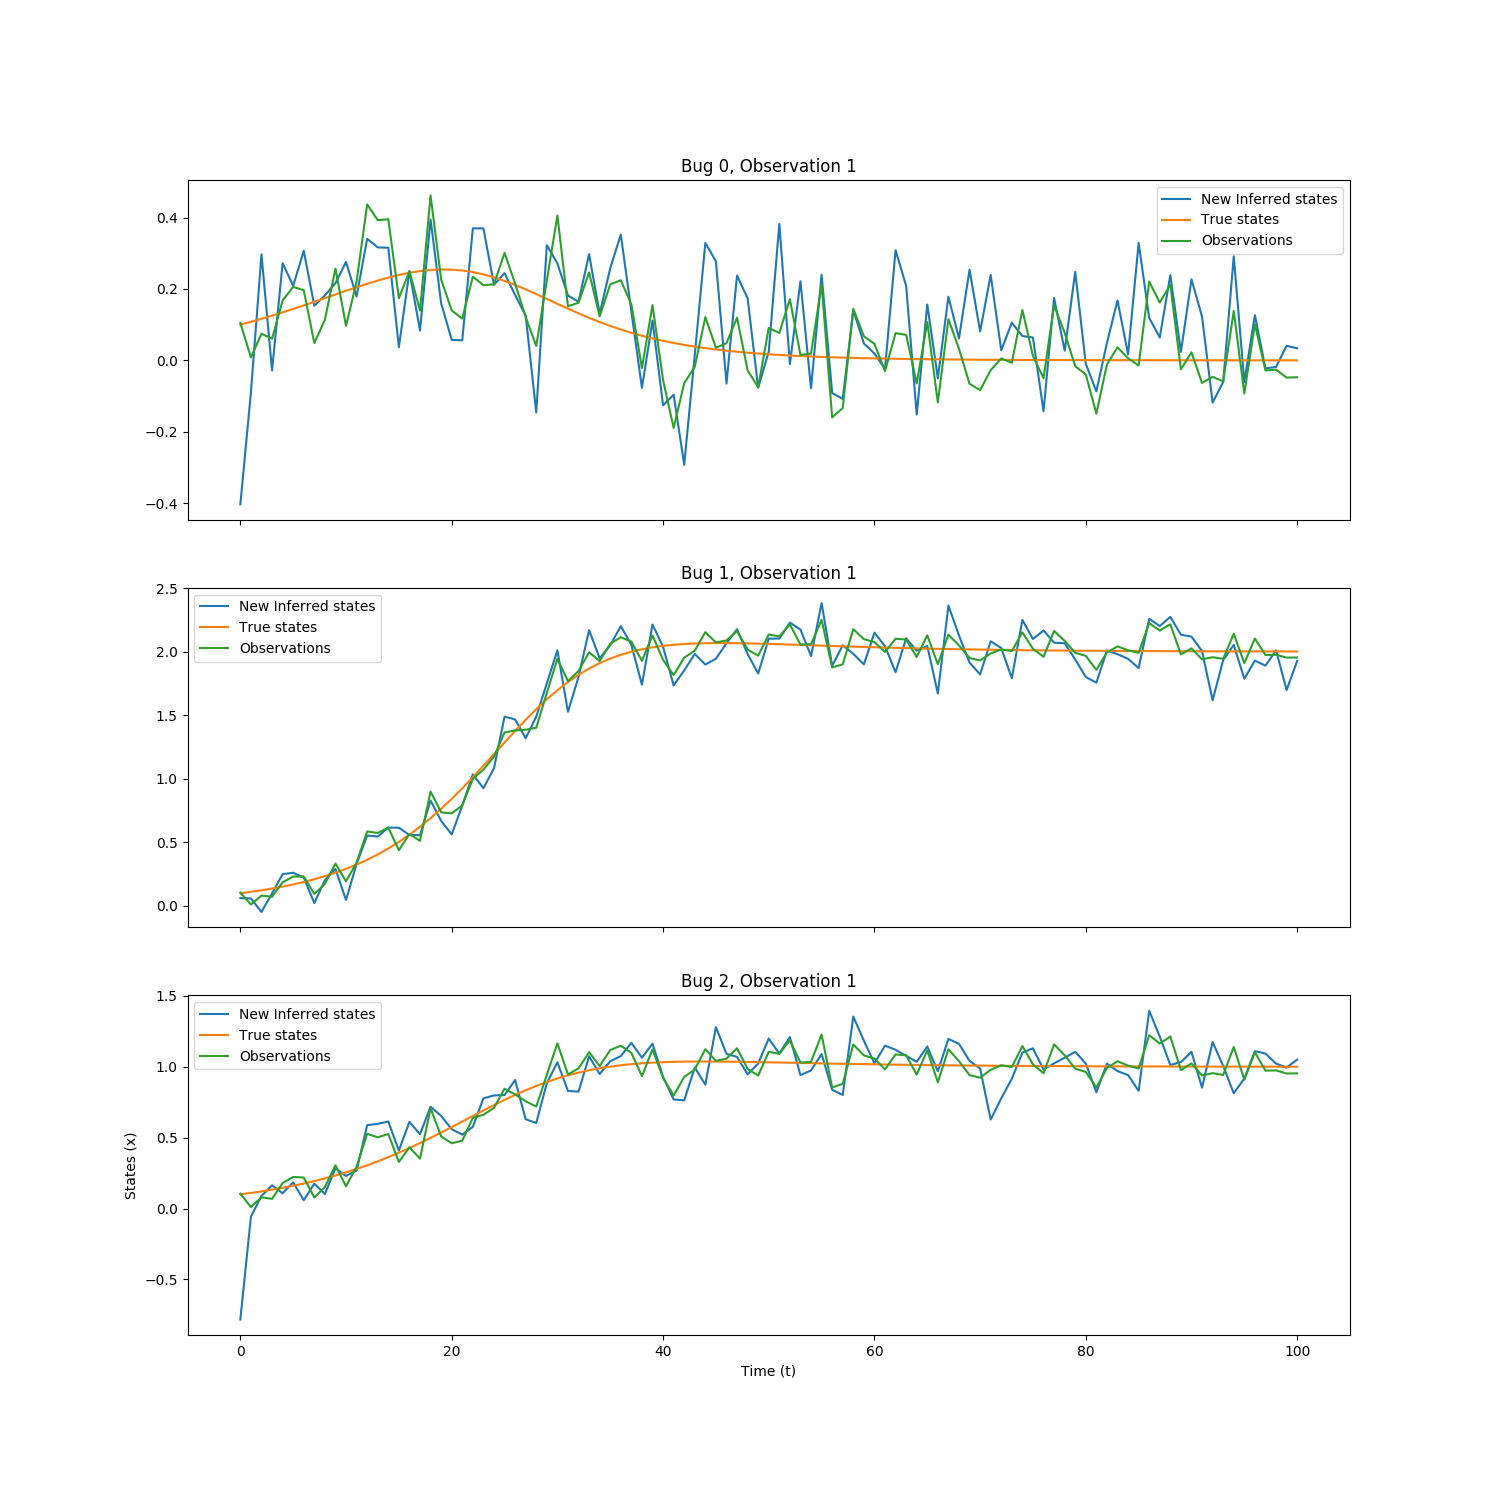 Bug 0, Observation 1
0.4
0.2
0.0
−0.2
−0.4
New Inferred states
True states
Observations
Bug 1, Observation 1
2.5
2.0
1.5
1.0
0.5
0.0
New Inferred states
True states
Observations
Bug 2, Observation 1
1.5
1.0
0.5
0.0
−0.5
New Inferred states
True states
Observations
States (x)
0 20 40 60 80 100
Time (t)